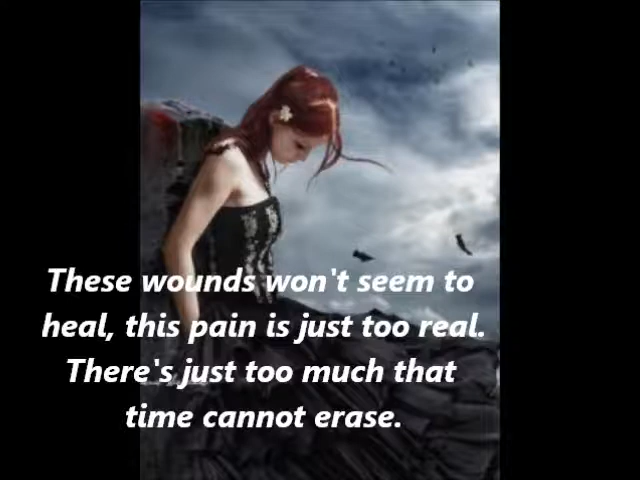 These wounds won't seem to
heal, this pain is just too real.
There's just too much that
time cannot erase.